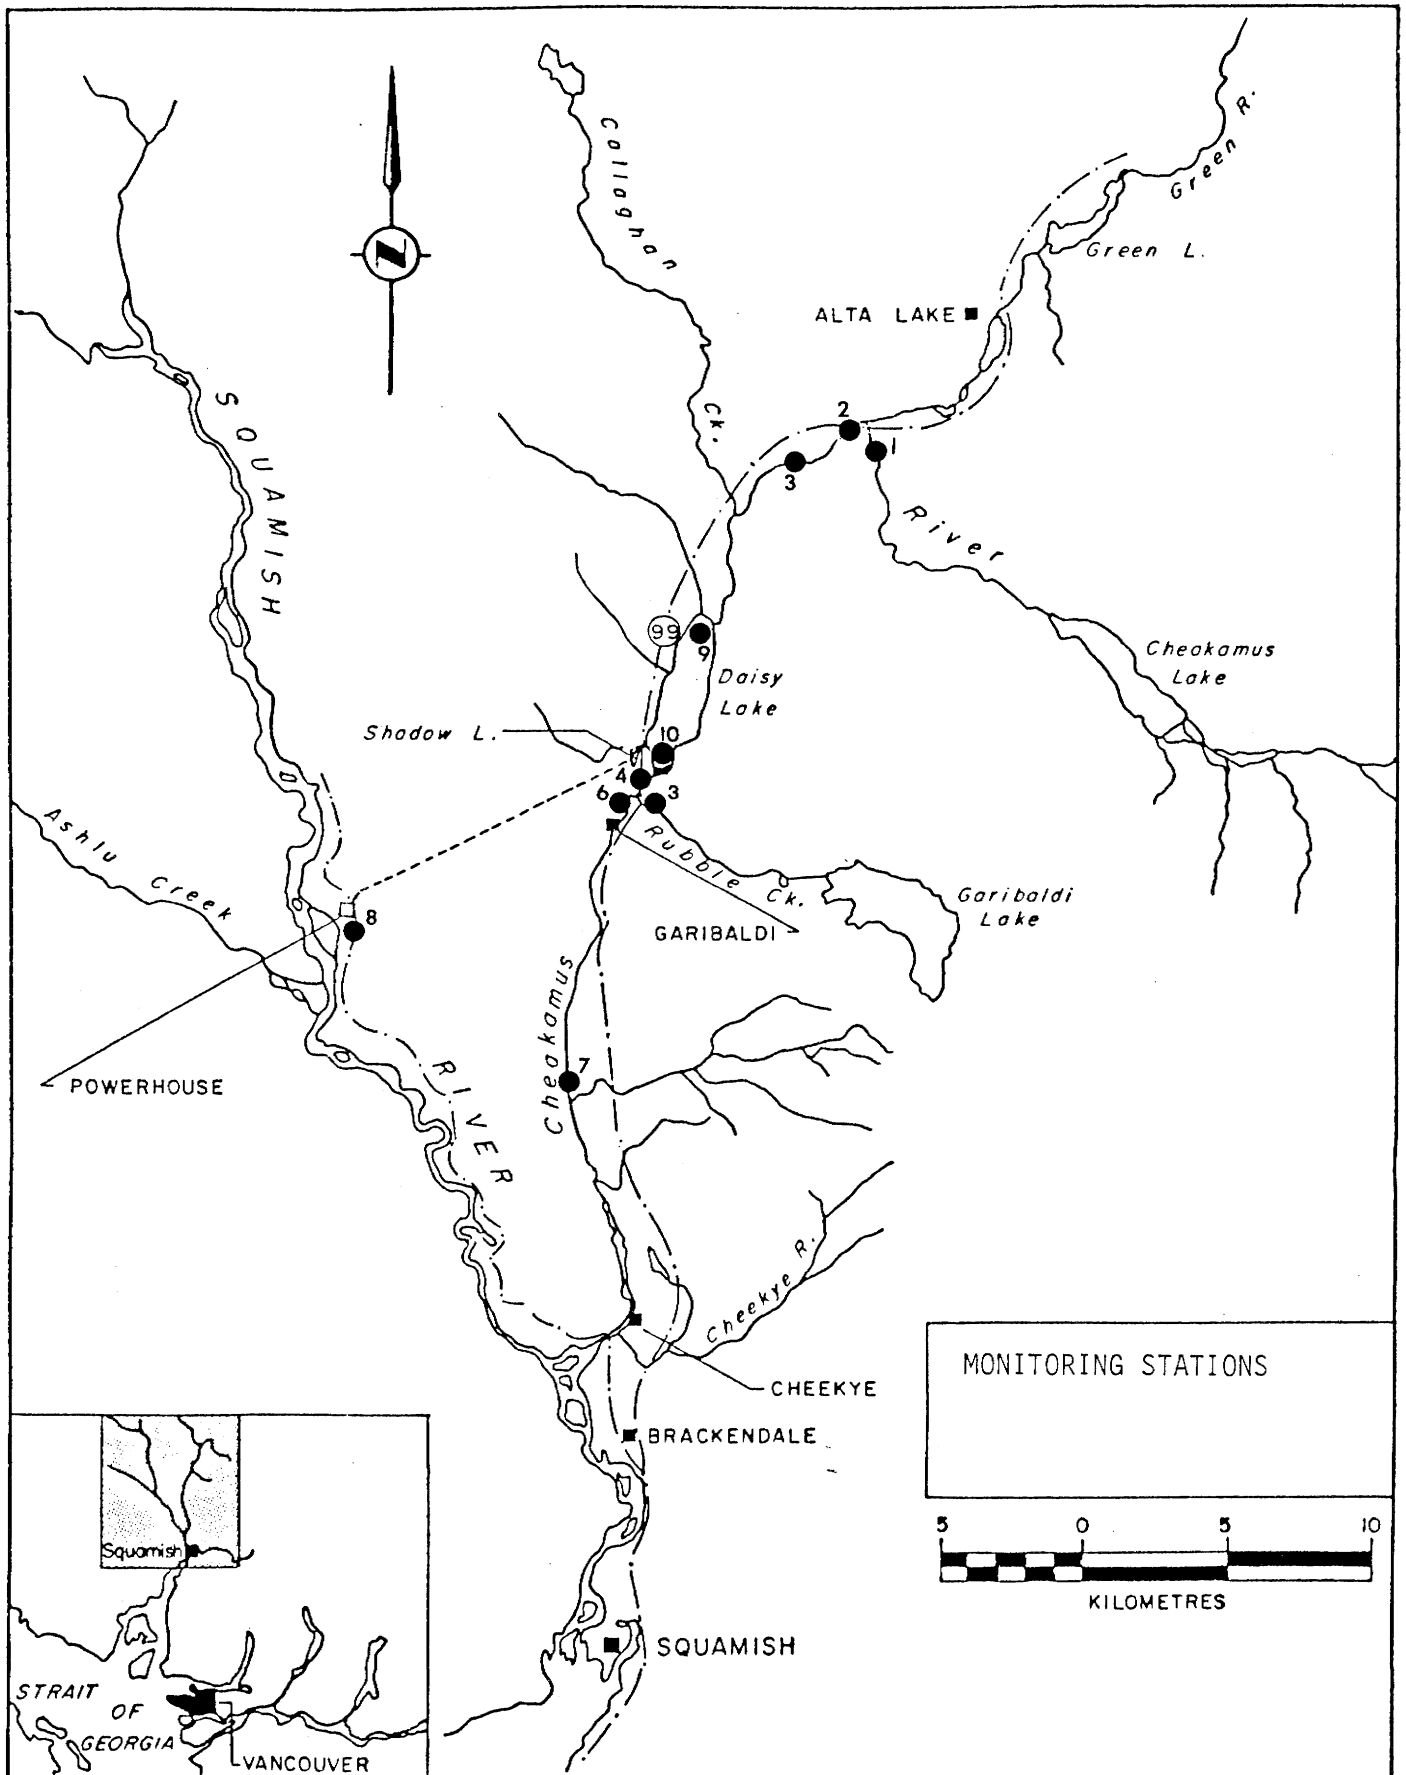 N
Callaghan
Ck.
Green R.
Green L.
ALTA LAKE
SQUAMISH
2
1
3
River
Cheakamus
Lake
99
9
Daisy
Lake
Shadow L.
10
4
6
3
Rubble Ck.
Garibaldi
Lake
GARIBALDI
Ashlu Creek
8
POWERHOUSE
Cheakamus
7
RIVER
Cheekye R.
CHEEKYE
BRACKENDALE
MONITORING STATIONS
5 0 5 10
KILOMETRES
SQUAMISH
Squamish
STRAIT
OF
GEORGIA
VANCOUVER